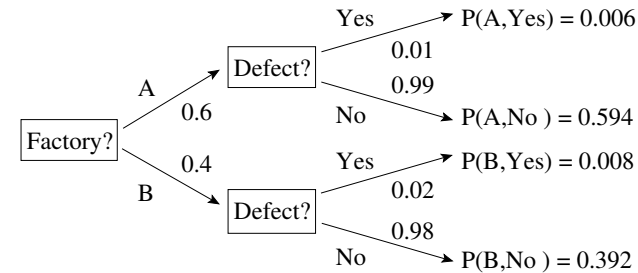 Yes
P(A,Yes) = 0.006
0.01
Defect?
0.99
A
0.6
No
P(A,No ) = 0.594
Factory?
0.4
Yes
P(B,Yes) = 0.008
B
0.02
Defect?
0.98
No
P(B,No ) = 0.392